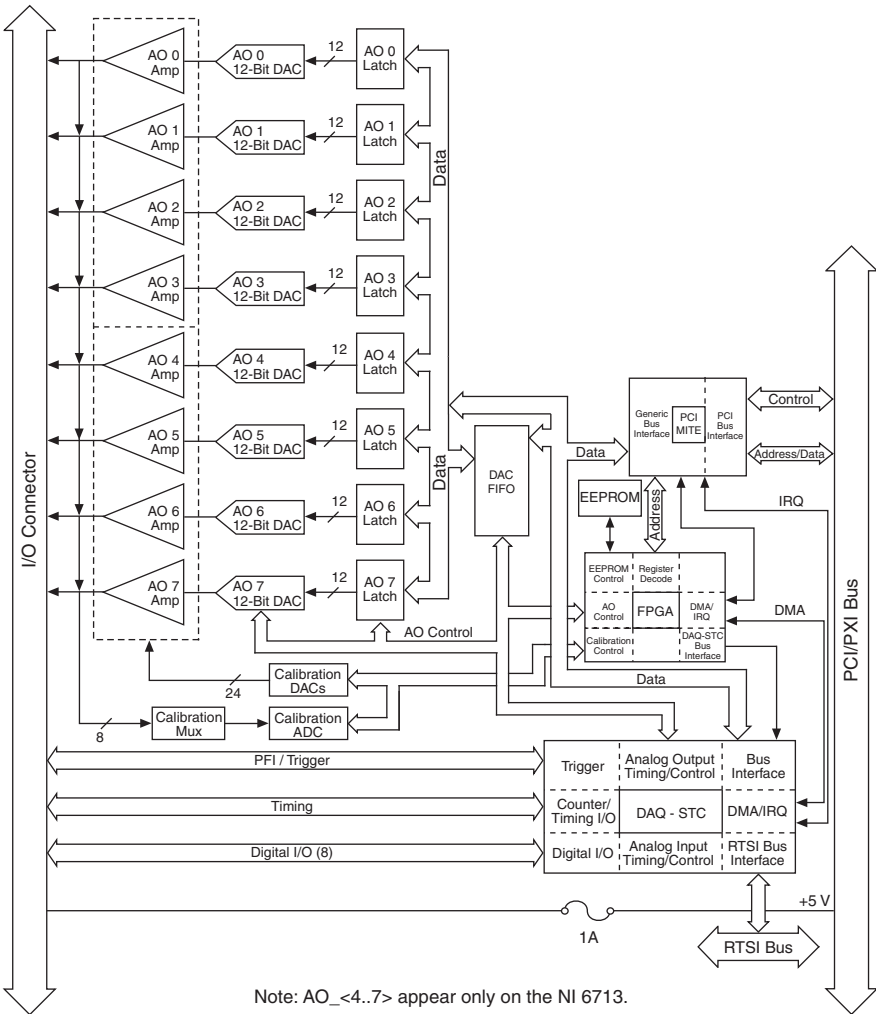 AO 0
Amp
AO 0
12-Bit DAC
12
AO 0
Latch
AO 1
Amp
AO 1
12-Bit DAC
12
AO 1
Latch
Data
AO 2
Amp
AO 2
12-Bit DAC
12
AO 2
Latch
AO 3
Amp
AO 3
12-Bit DAC
12
AO 3
Latch
AO 4
Amp
AO 4
12-Bit DAC
12
AO 4
Latch
AO 5
Amp
AO 5
12-Bit DAC
12
AO 5
Latch
Data
AO 6
Amp
AO 6
12-Bit DAC
12
AO 6
Latch
AO 7
Amp
AO 7
12-Bit DAC
12
AO 7
Latch
I/O Connector
DAC
FIFO
AO Control
Generic
Bus
Interface
PCI
MITE
PCI
Bus
Interface
Control
Address/Data
Data
EEPROM
Address
IRQ
EEPROM
Control
Register
Decode
AO
Control
FPGA
DMA/
IRQ
Calibration
Control
DAQ-STC
Bus
Interface
DMA
PCI/PXI Bus
24
Calibration
DACs
Data
8
Calibration
Mux
Calibration
ADC
PFI / Trigger
Timing
Digital I/O (8)
Trigger
Analog Output
Timing/Control
Bus
Interface
Counter/
Timing I/O
DAQ - STC
DMA/IRQ
Digital I/O
Analog Input
Timing/Control
RTSI Bus
Interface
+5 V
1A
RTSI Bus
Note: AO_<4..7> appear only on the NI 6713.